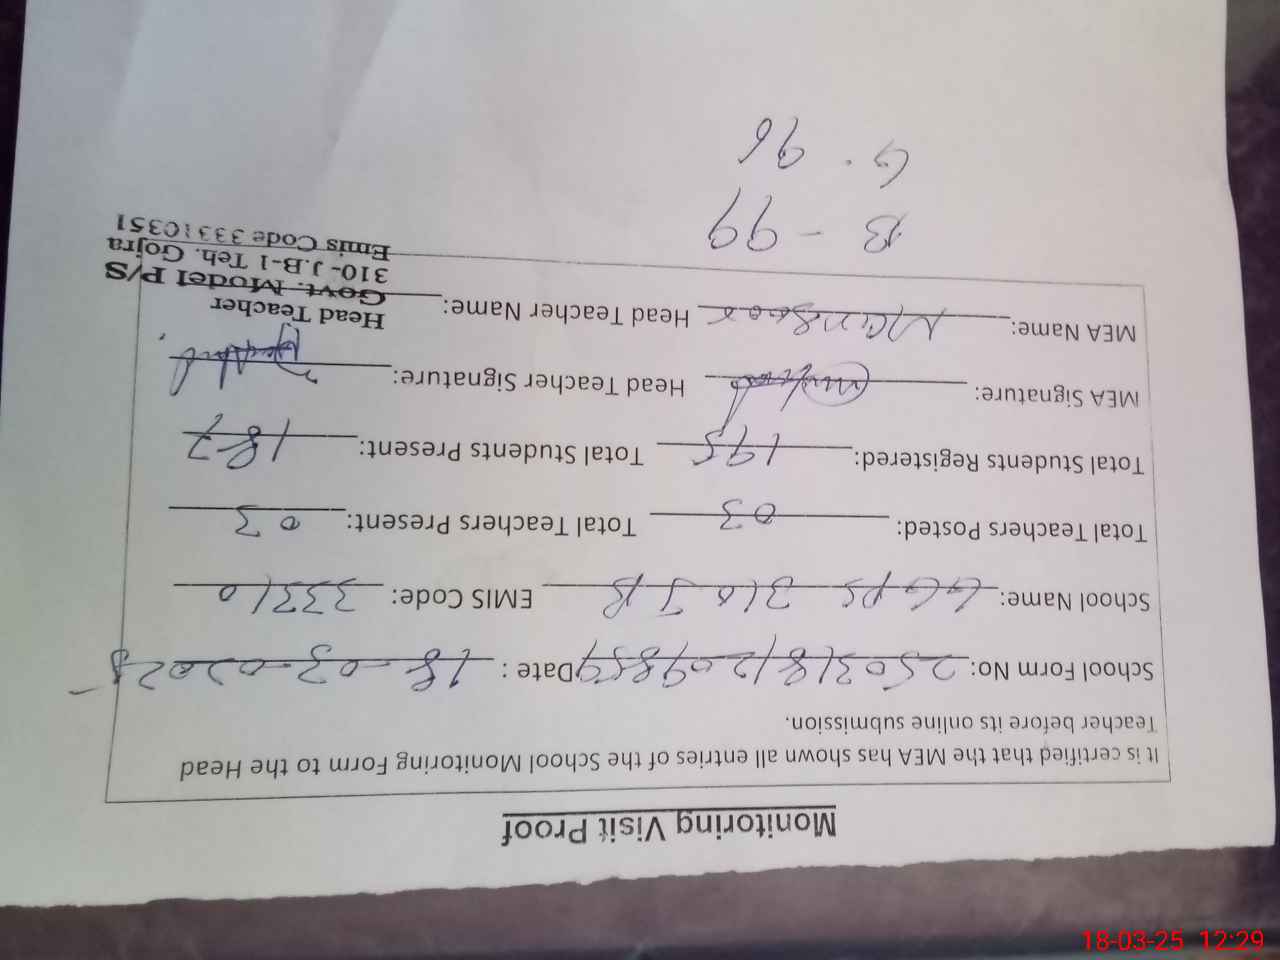 Monitoring Visit Proof
It is certified that the MEA has shown all entries of the School Monitoring Form to the Head
Teacher before its online submission.
School Form No: 250318120 9859 Date : 18-03-2025
School Name: GGPS 310 JB EMIS Code: 33310
Total Teachers Posted: 03 Total Teachers Present: 03
Total Students Registered: 195 Total Students Present: 187
MEA Signature: Head Teacher Signature:
MEA Name: Head Teacher Name:
Head Teacher
Govt. Model P/S
310- J.B-1 Teh. Gojra
Emis Code 33310351
B - 99
G. 96
18-03-25 12:29